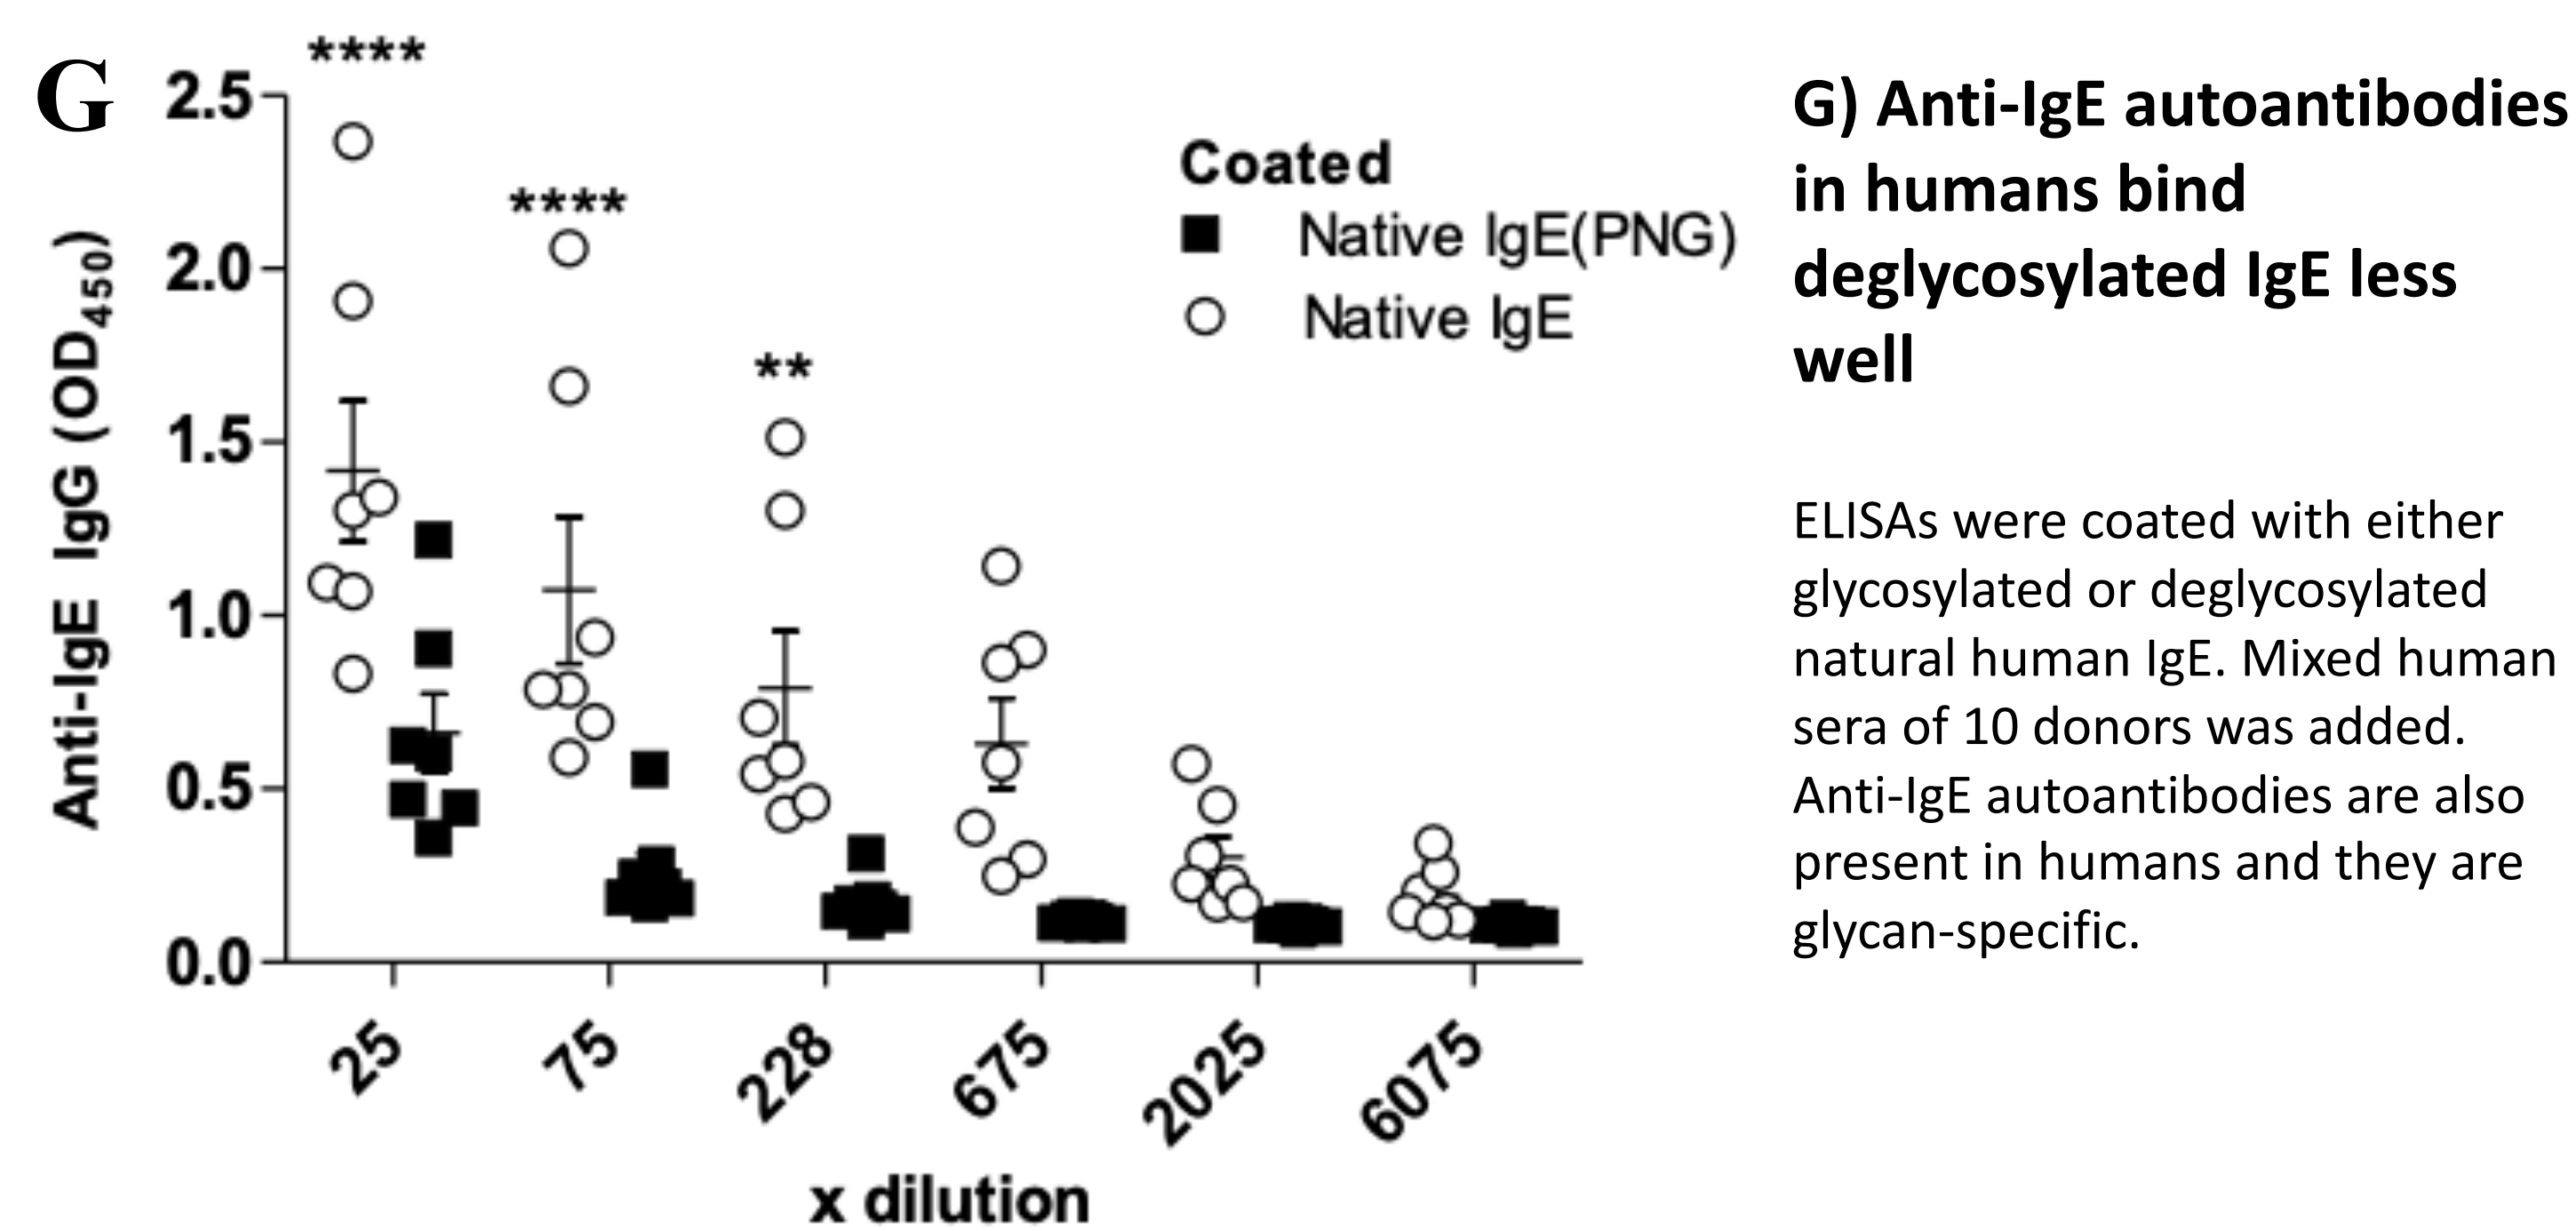 G
****
****
**
2.5
2.0
1.5
1.0
0.5
0.0
Anti-IgE IgG (OD450)
Coated
Native IgE(PNG)
Native IgE
25
75
228
675
2025
6075
x dilution
G) Anti-IgE autoantibodies
in humans bind
deglycosylated IgE less
well
ELISAs were coated with either
glycosylated or deglycosylated
natural human IgE. Mixed human
sera of 10 donors was added.
Anti-IgE autoantibodies are also
present in humans and they are
glycan-specific.